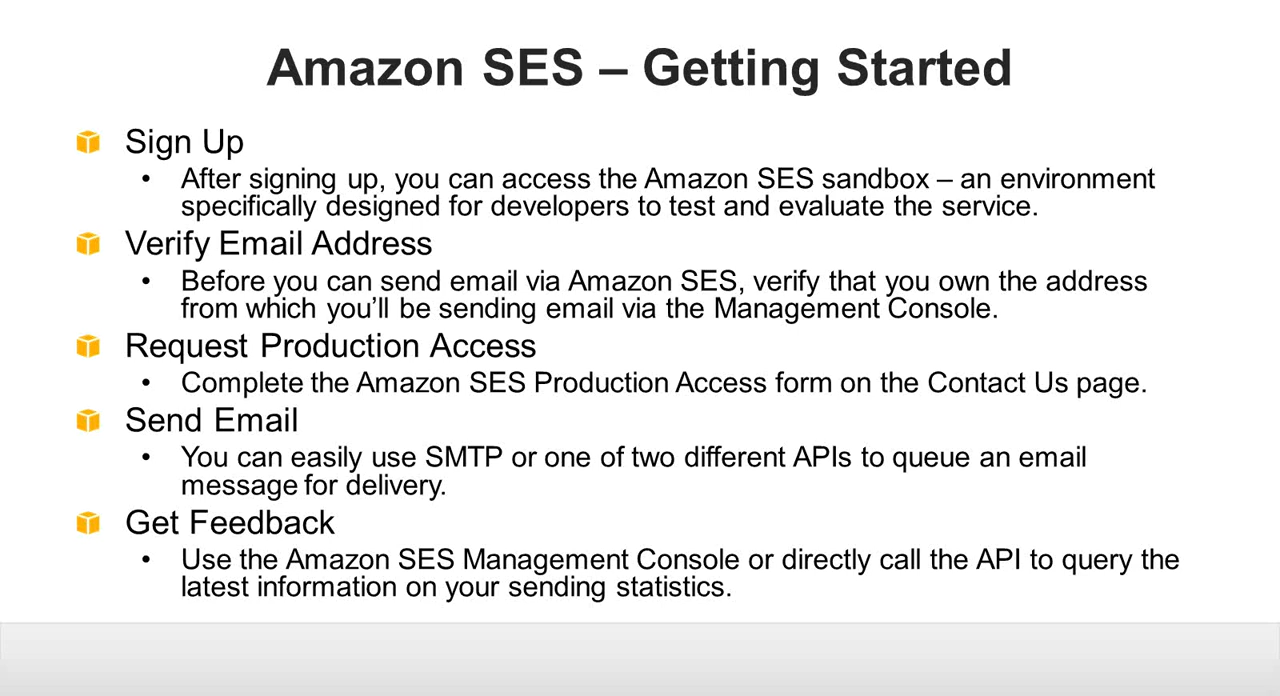 Amazon SES – Getting Started
Sign Up
• After signing up, you can access the Amazon SES sandbox – an environment
specifically designed for developers to test and evaluate the service.
Verify Email Address
• Before you can send email via Amazon SES, verify that you own the address
from which you’ll be sending email via the Management Console.
Request Production Access
• Complete the Amazon SES Production Access form on the Contact Us page.
Send Email
• You can easily use SMTP or one of two different APIs to queue an email
message for delivery.
Get Feedback
• Use the Amazon SES Management Console or directly call the API to query the
latest information on your sending statistics.